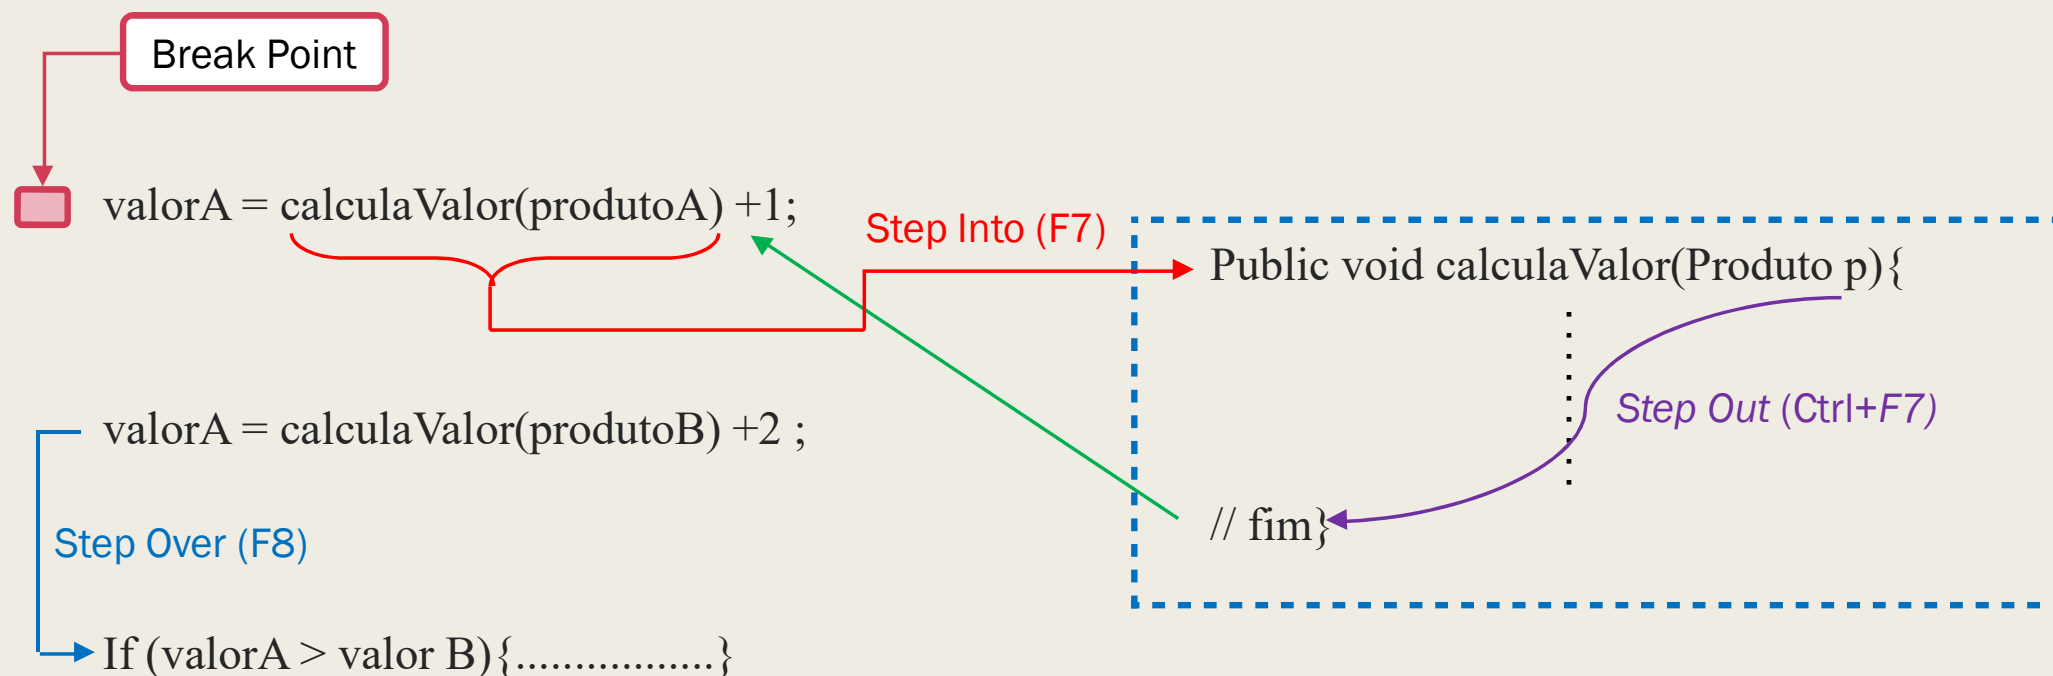 Break Point
valorA = calculaValor(produtoA) +1;
Step Into (F7)
Public void calculaValor(Produto p){
Step Out (Ctrl+F7)
valorA = calculaValor(produtoB) +2 ;
// fim}
Step Over (F8)
If (valorA > valor B){.................}